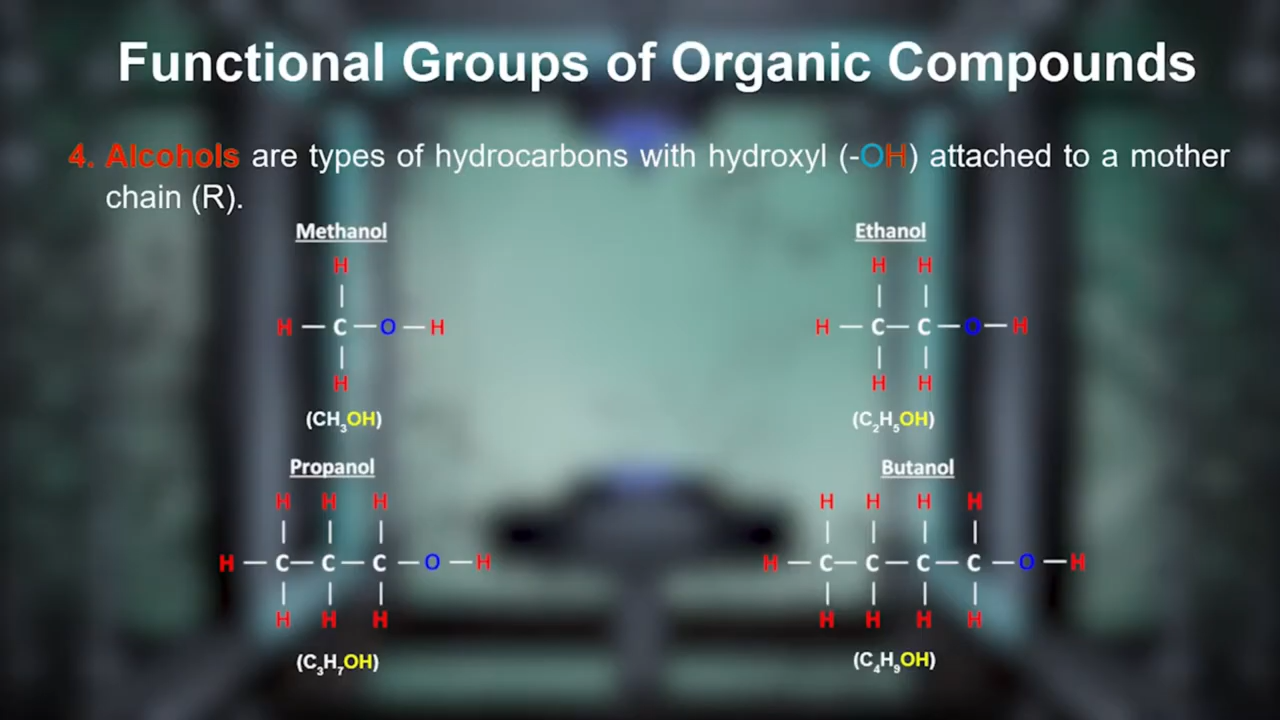 Functional Groups of Organic Compounds
4. Alcohols are types of hydrocarbons with hydroxyl (-OH) attached to a mother
chain (R).
Methanol
H
|
H — C — O — H
|
H
(CH₃OH)
Ethanol
H H
| |
H — C — C — O — H
| |
H H
(C₂H₅OH)
Propanol
H H H
| | |
H — C — C — C — O — H
| | |
H H H
(C₃H₇OH)
Butanol
H H H H
| | | |
H — C — C — C — C — O — H
| | | |
H H H H
(C₄H₉OH)